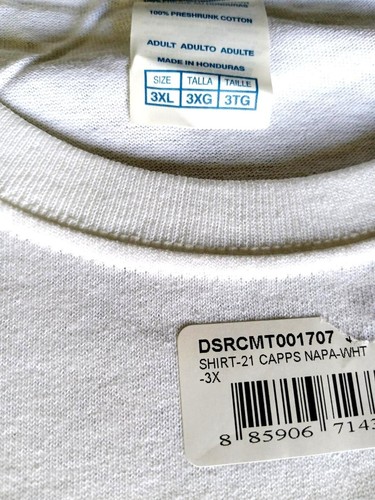 100% PRESHRUNK COTTON
ADULT ADULTO ADULTE
MADE IN HONDURAS
SIZE TALLA TAILLE
3XL 3XG 3TG
DSRCMT001707
SHIRT-21 CAPPS NAPA-WHT
-3X
8 85906 7143